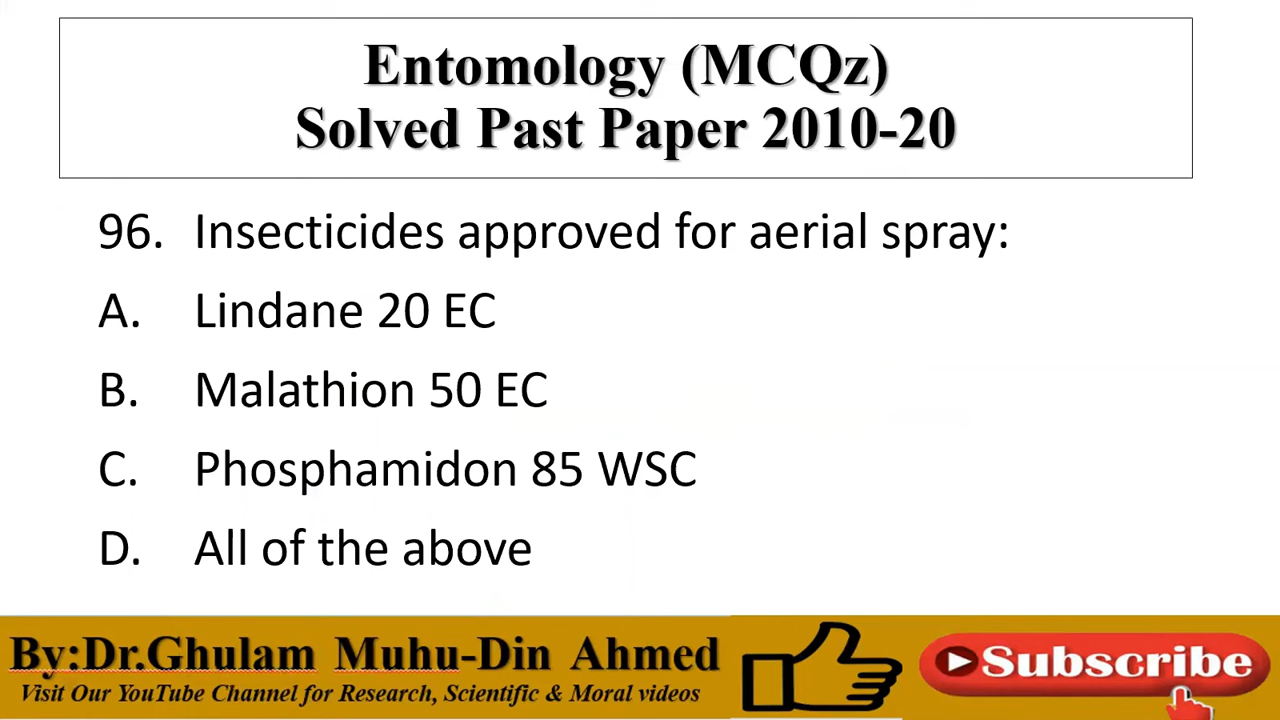 Entomology (MCQz)
Solved Past Paper 2010-20
96. Insecticides approved for aerial spray:
A. Lindane 20 EC
B. Malathion 50 EC
C. Phosphamidon 85 WSC
D. All of the above
By:Dr.Ghulam Muhu-Din Ahmed
Visit Our YouTube Channel for Research, Scientific & Moral videos
Subscribe